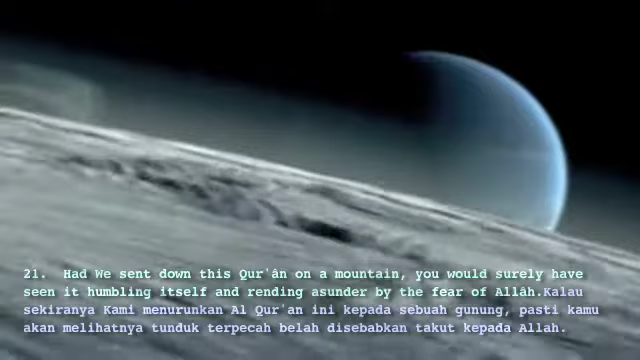 21.  Had We sent down this Qur'ân on a mountain, you would surely have
seen it humbling itself and rending asunder by the fear of Allâh.Kalau
sekiranya Kami menurunkan Al Qur'an ini kepada sebuah gunung, pasti kamu
akan melihatnya tunduk terpecah belah disebabkan takut kepada Allah.